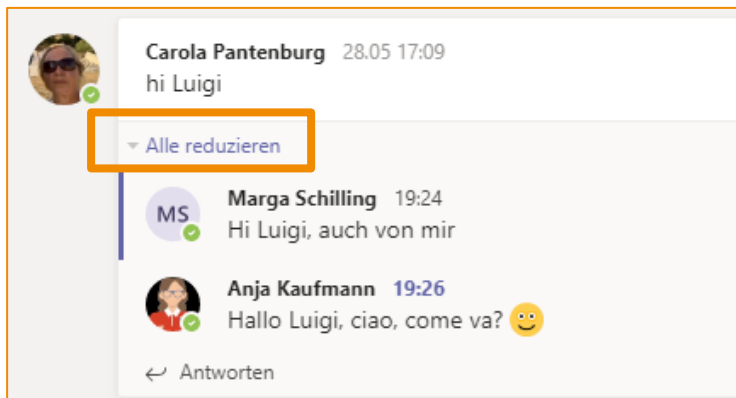 Carola Pantenburg 28.05 17:09
hi Luigi
Alle reduzieren
MS
Marga Schilling 19:24
Hi Luigi, auch von mir
Anja Kaufmann 19:26
Hallo Luigi, ciao, come va? 🙂
Antworten